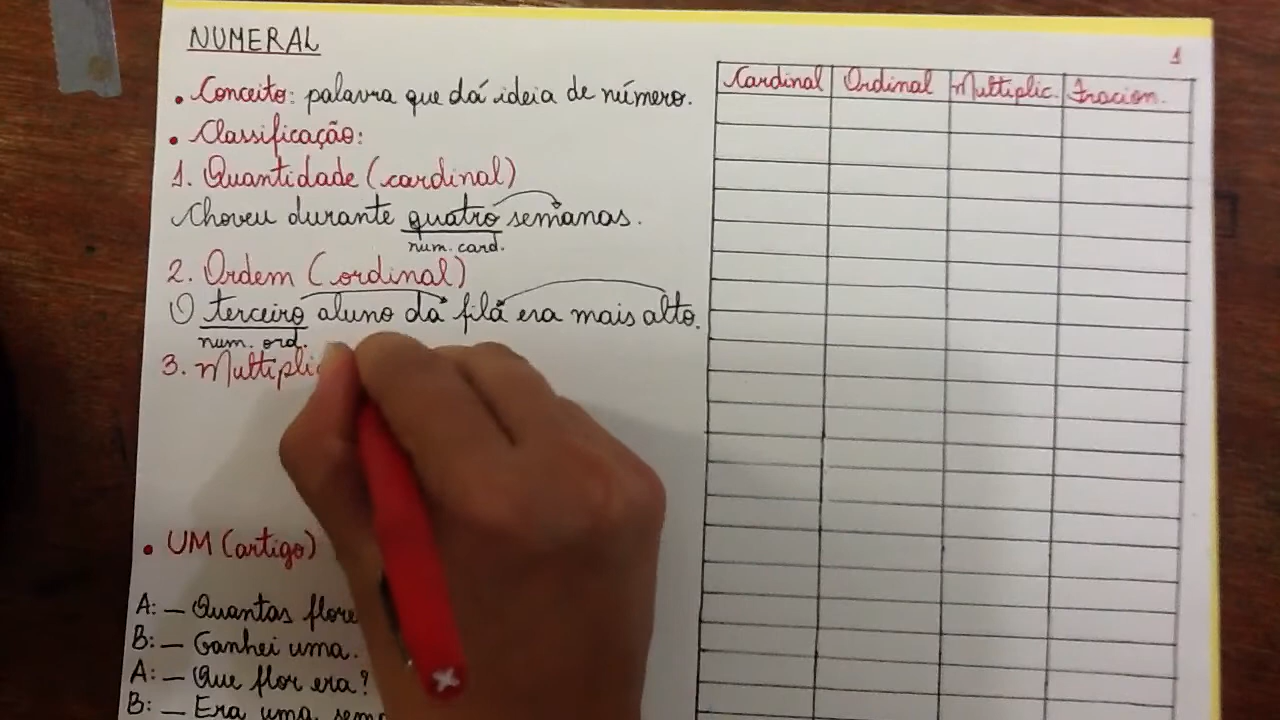 NUMERAL
• Conceito: palavra que dá ideia de número.
• Classificação:
1. Quantidade (cardinal)
Choveu durante quatro semanas.
num. card.
2. Ordem (ordinal)
O terceiro aluno da fila era mais alto.
num. ord.
3. Multiplic
• UM (artigo)
A: — Quantas flore
B: — Ganhei uma.
A: — Que flor era?
B: — Era uma sem
1
Cardinal Ordinal Multiplic. Fracion.